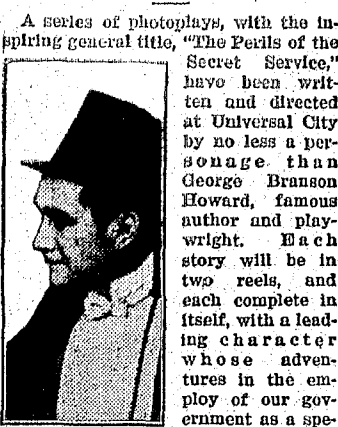 A series of photoplays, with the in-
spiring general title, "The Perils of the
Secret Service,"
have been writ-
ten and directed
at Universal City
by no less a per-
sonage than
George Branson
Howard, famous
author and play-
wright. Each
story will be in
two reels, and
each complete in
itself, with a lead-
ing character
whose adven-
tures in the em-
ploy of our gov-
ernment as a spe-